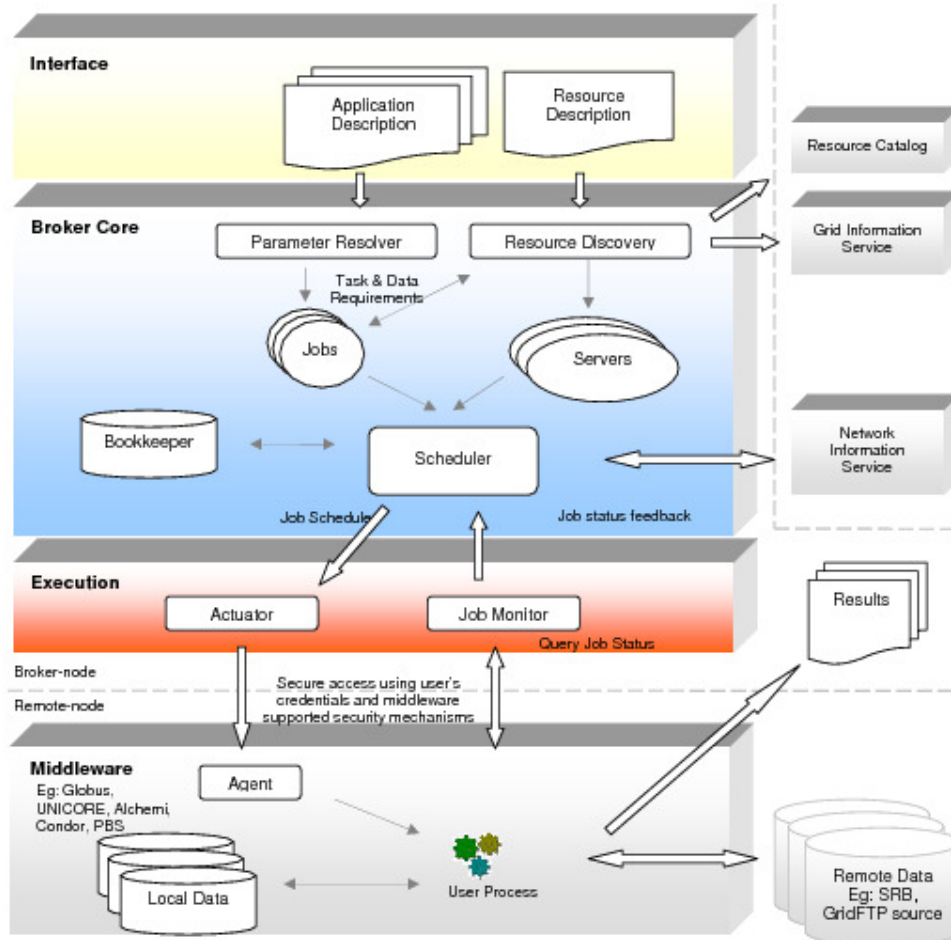 Interface
Application
Description
Resource
Description
Resource Catalog
Broker Core
Parameter Resolver
Resource Discovery
Grid Information
Service
Task & Data
Requirements
Jobs
Servers
Bookkeeper
Scheduler
Network
Information
Service
Job Schedule
Job status feedback
Execution
Actuator
Job Monitor
Results
Query Job Status
Broker-node
Remote-node
Secure access using user's
credentials and middleware
supported security mechanisms
Middleware
Eg: Globus,
UNICORE, Alchemi,
Condor, PBS
Agent
Local Data
User Process
Remote Data
Eg: SRB,
GridFTP source